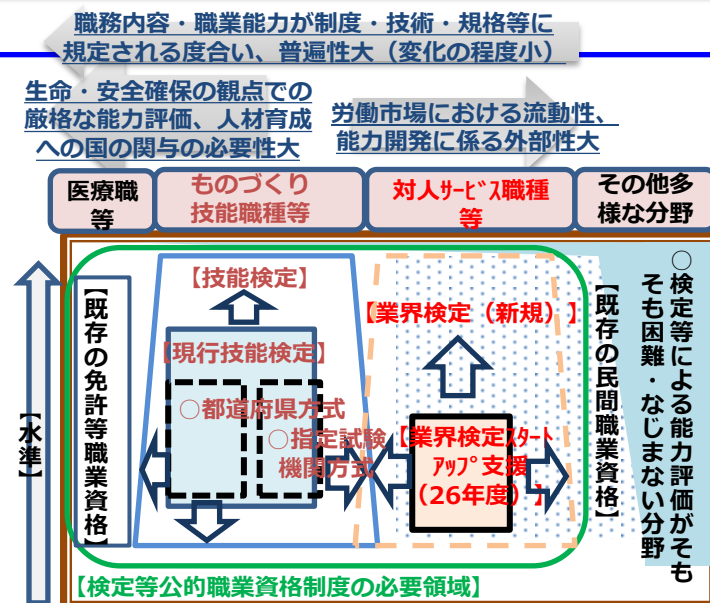 職務内容・職業能力が制度・技術・規格等に
規定される度合い、普遍性大（変化の程度小）
生命・安全確保の観点での
厳格な能力評価、人材育成
への国の関与の必要性大
労働市場における流動性、
能力開発に係る外部性大
医療職
等
ものづくり
技能職種等
対人ｻｰﾋﾞｽ職種
等
その他多
様な分野
【水準】
【既存の免許等職業資格】
【技能検定】
【現行技能検定】
○都道府県方式
○指定試験
機関方式
【業界検定（新規）】
【業界検定ｽﾀｰﾄ
ｱｯﾌﾟ支援
（26年度）】
【既存の民間職業資格】
○検定等による能力評価がそも
そも困難・なじまない分野
【検定等公的職業資格制度の必要領域】